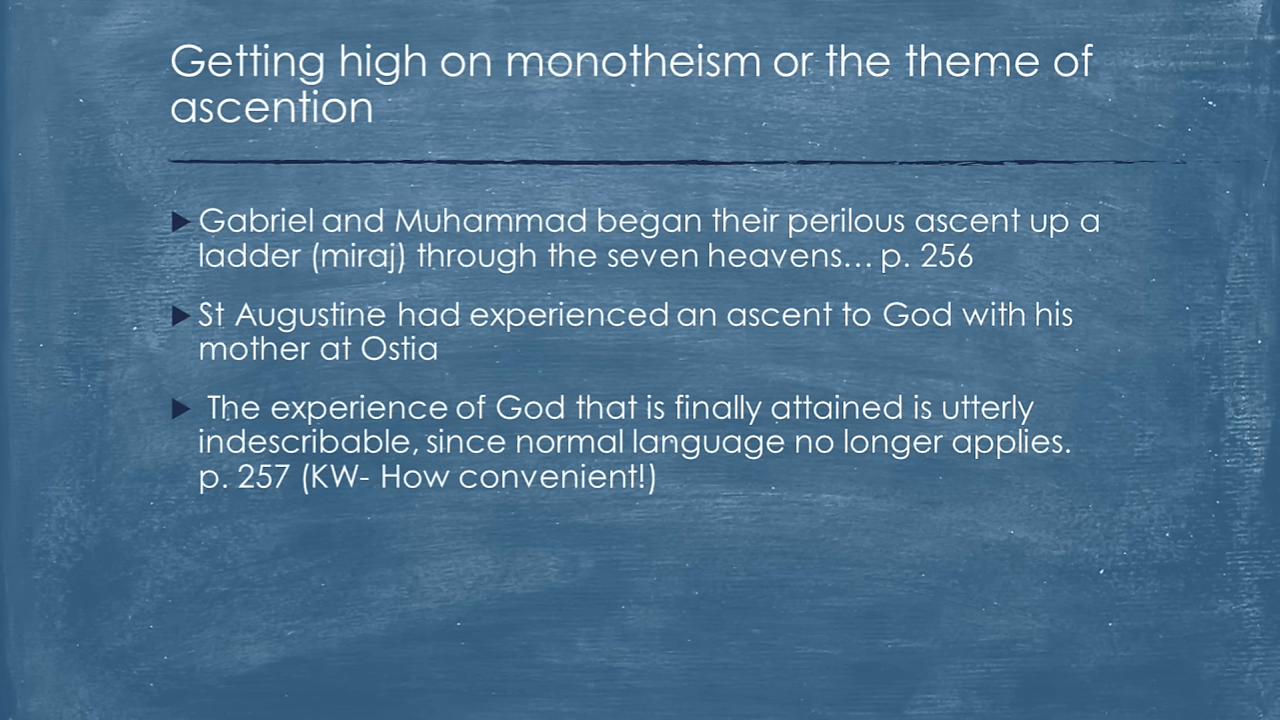 Getting high on monotheism or the theme of
ascention
Gabriel and Muhammad began their perilous ascent up a
ladder (miraj) through the seven heavens... p. 256
St Augustine had experienced an ascent to God with his
mother at Ostia
The experience of God that is finally attained is utterly
indescribable, since normal language no longer applies.
p. 257 (KW- How convenient!)